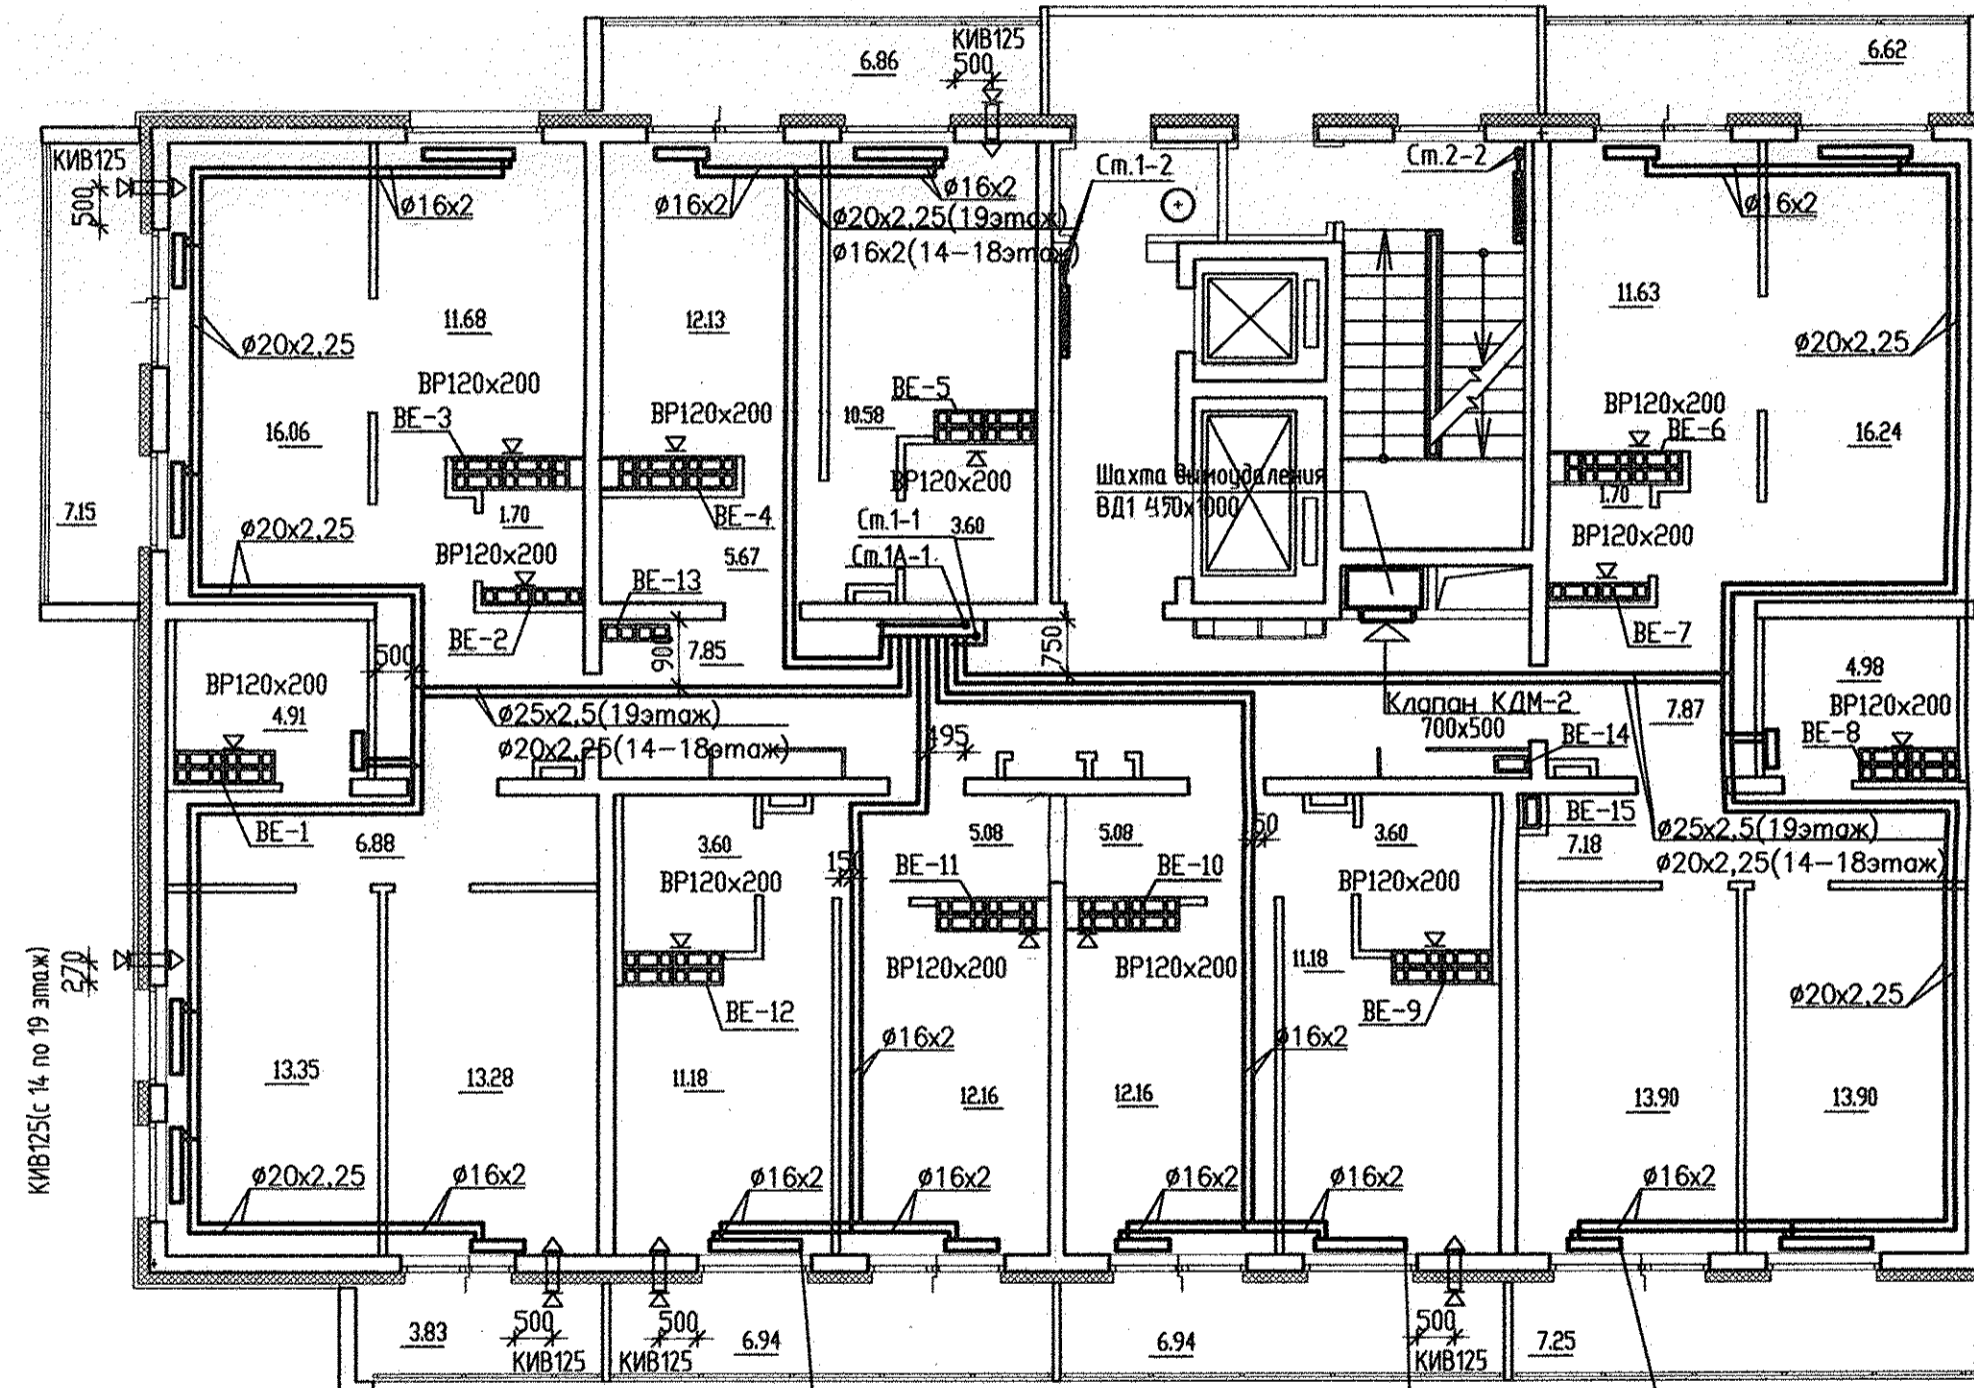 КИВ125
500
6.86
6.62
КИВ125
500
Ст.1-2
Ст.2-2
ø16х2
ø16х2
ø16х2
ø20х2,25(19этаж)
ø16х2(14-18этаж)
ø16х2
11.68
12.13
11.63
ø20х2,25
ø20х2,25
ВР120х200
ВЕ-3
ВР120х200
ВЕ-5
10.58
ВР120х200
ВЕ-6
16.06
16.24
ВР120х200
Шахта дымоудаления
ВД1 450х1000
7.15
1.70
ВЕ-4
Ст.1-1
3.60
1.70
ø20х2,25
ВР120х200
5.67
Ст.1А-1
ВР120х200
ВЕ-13
ВЕ-2
ВЕ-7
500
900
7.85
750
4.98
ВР120х200
4.91
ø25х2,5(19этаж)
ø20х2,25(14-18этаж)
Клапан КДМ-2
700х500
7.87
ВР120х200
195
ВЕ-14
ВЕ-8
ВЕ-1
6.88
3.60
150
5.08
5.08
50
3.60
ВЕ-15
7.18
ø25х2,5(19этаж)
ø20х2,25(14-18этаж)
ВР120х200
ВЕ-11
ВЕ-10
ВР120х200
КИВ125(с 14 по 19 этаж)
270
ВР120х200
ВР120х200
11.18
ВЕ-12
ВЕ-9
ø20х2,25
ø16х2
ø16х2
13.35
13.28
11.18
12.16
12.16
13.90
13.90
ø20х2,25
ø16х2
ø16х2
ø16х2
ø16х2
ø16х2
ø16х2
3.83
500
КИВ125
500
КИВ125
6.94
6.94
500
КИВ125
7.25